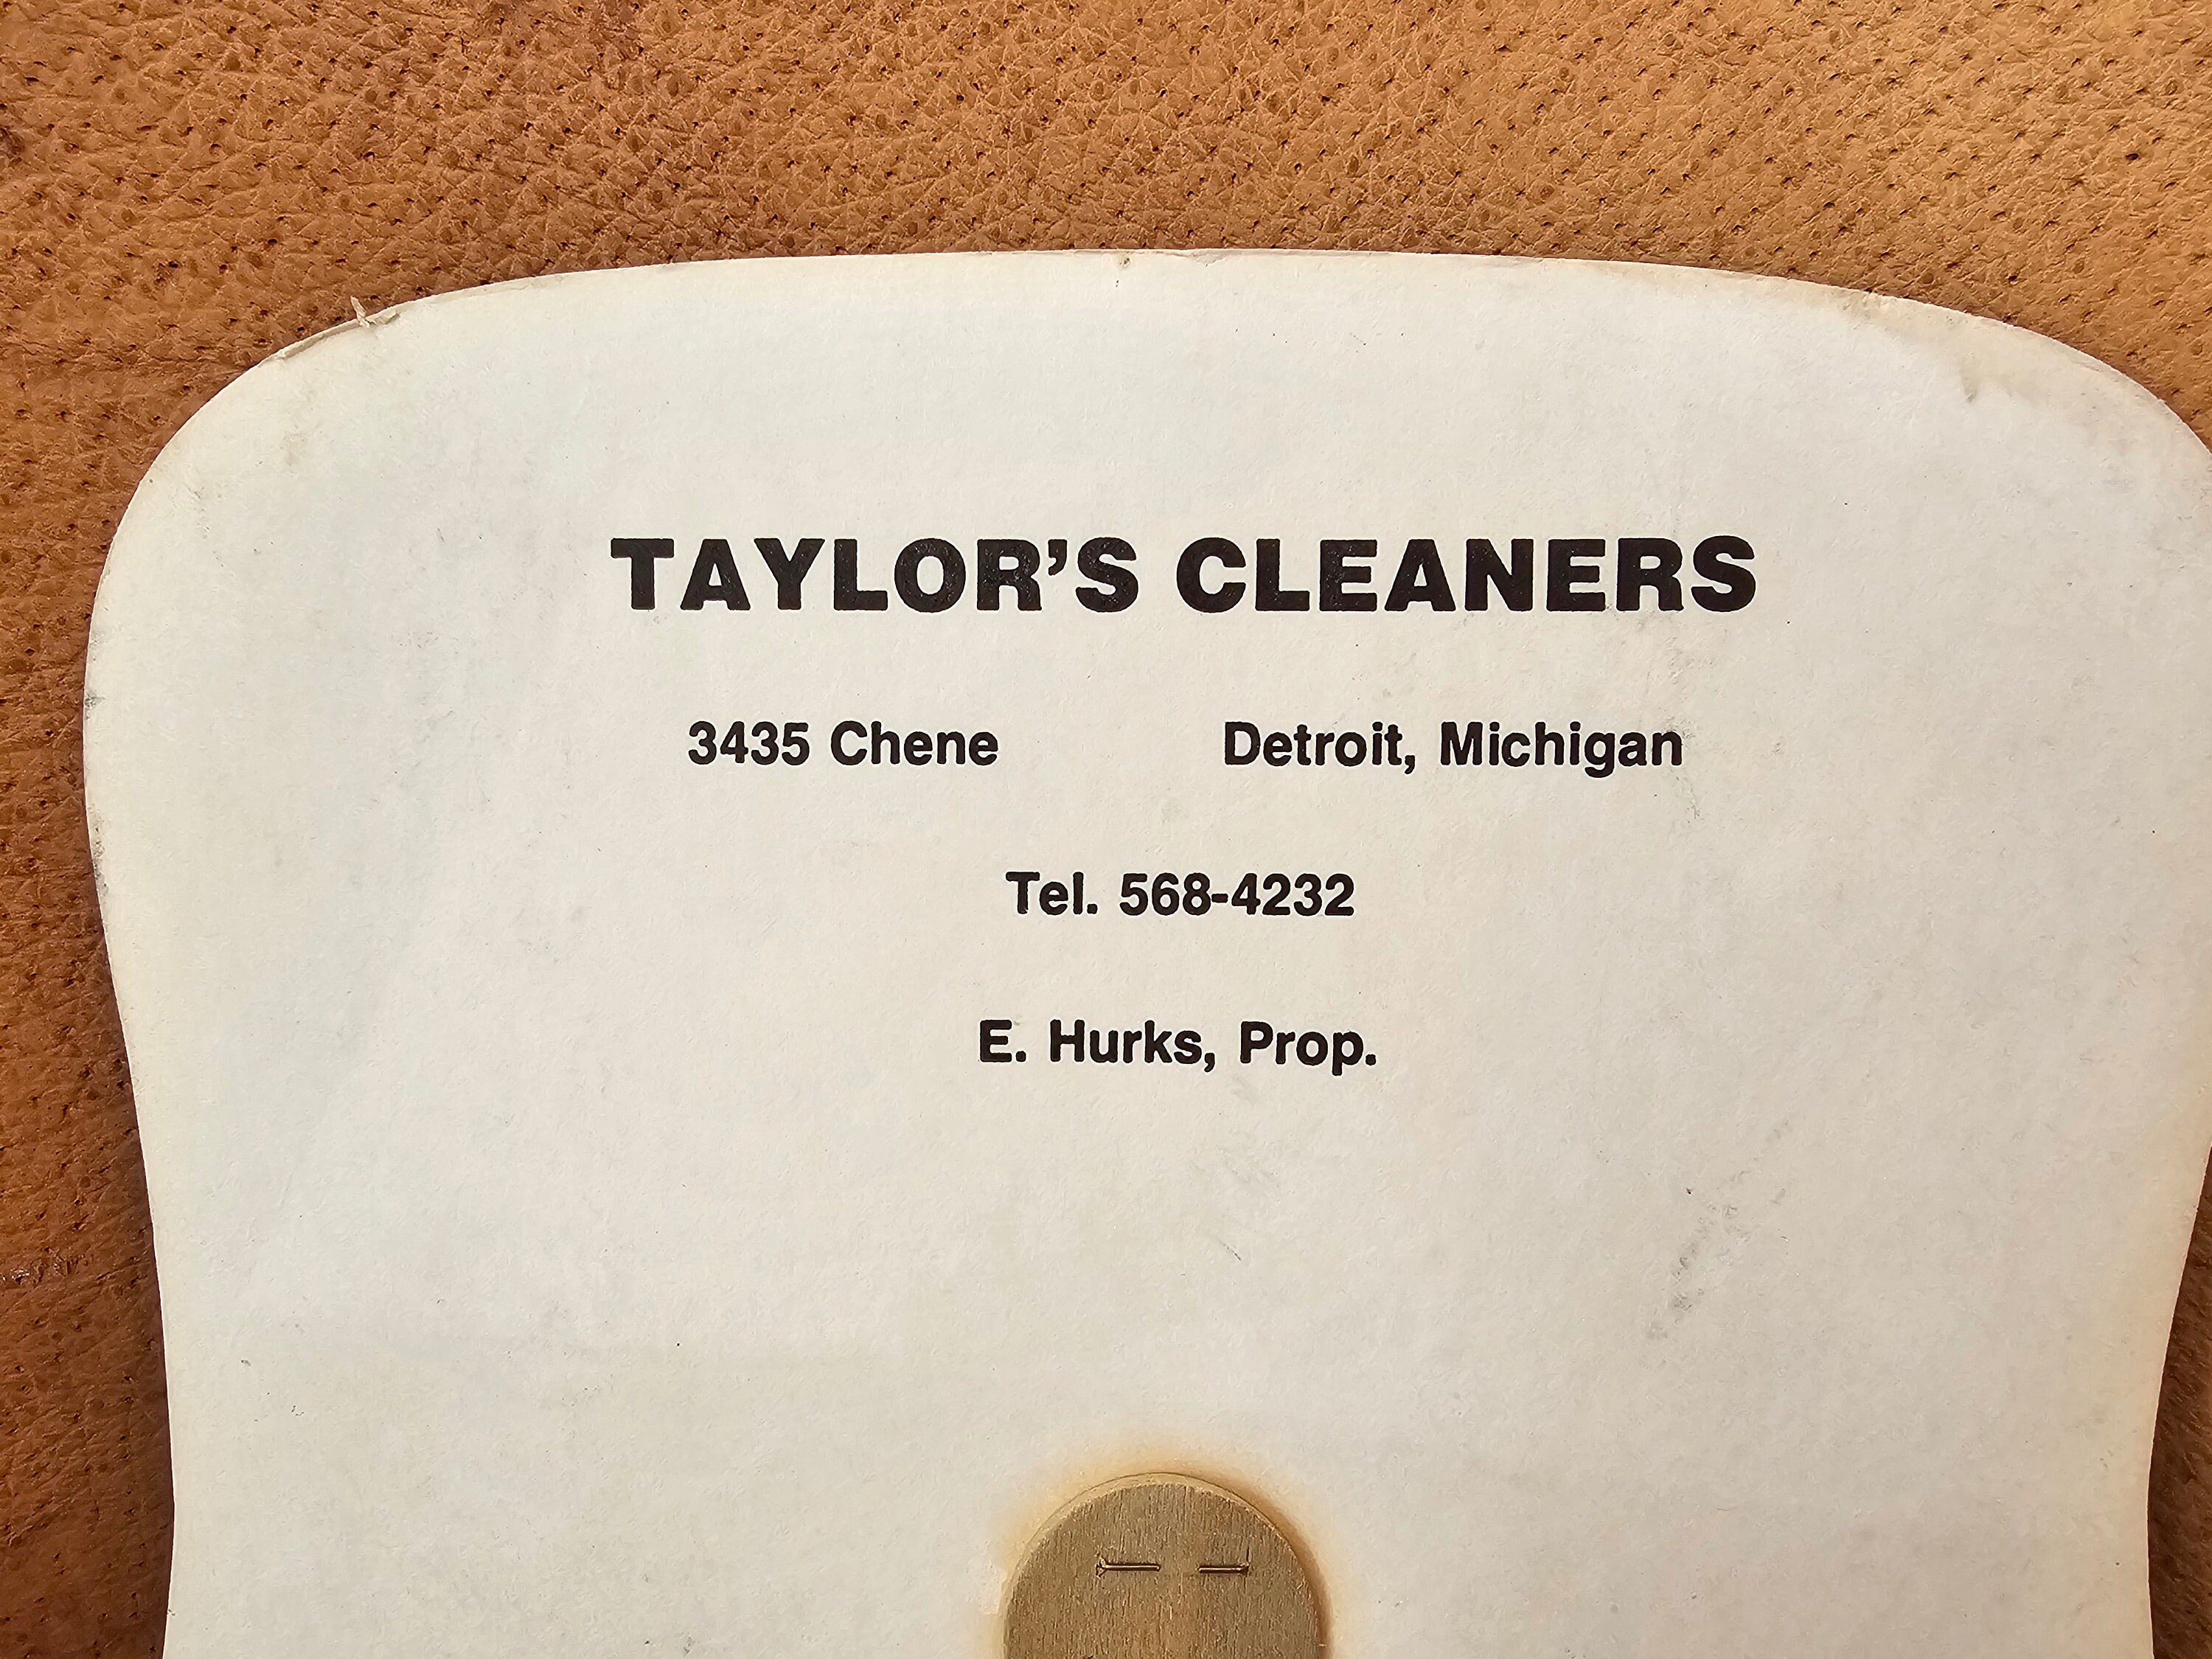 TAYLOR'S CLEANERS
3435 Chene Detroit, Michigan
Tel. 568-4232
E. Hurks, Prop.